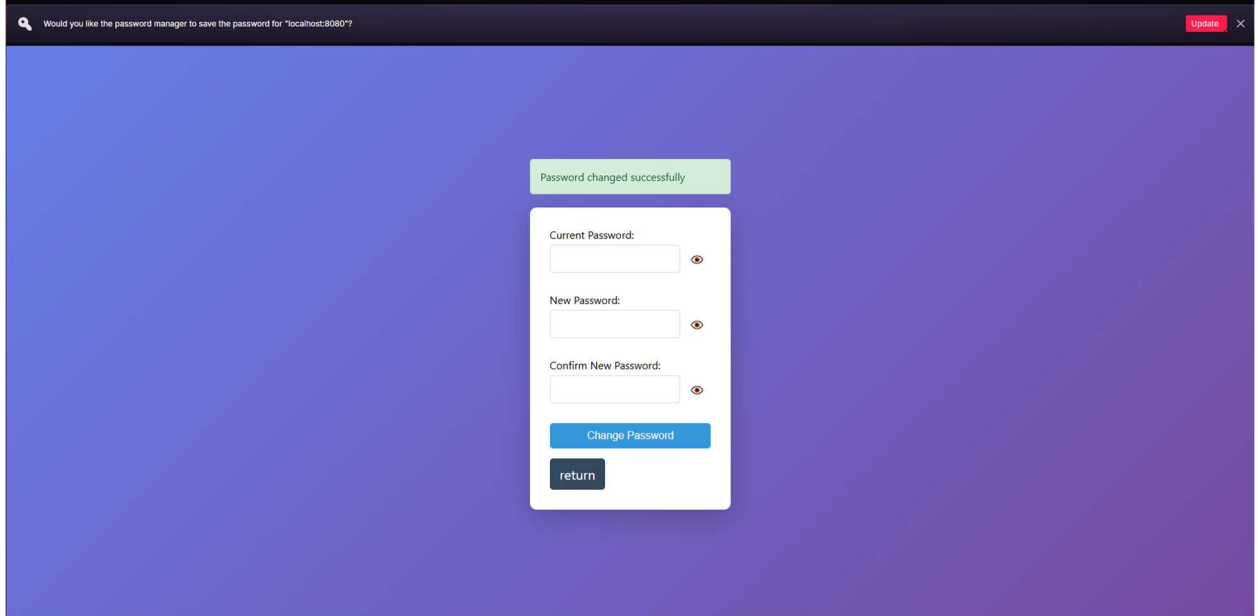 Would you like the password manager to save the password for "localhost:8080"?
Update
Password changed successfully
Current Password:
New Password:
Confirm New Password:
Change Password
return